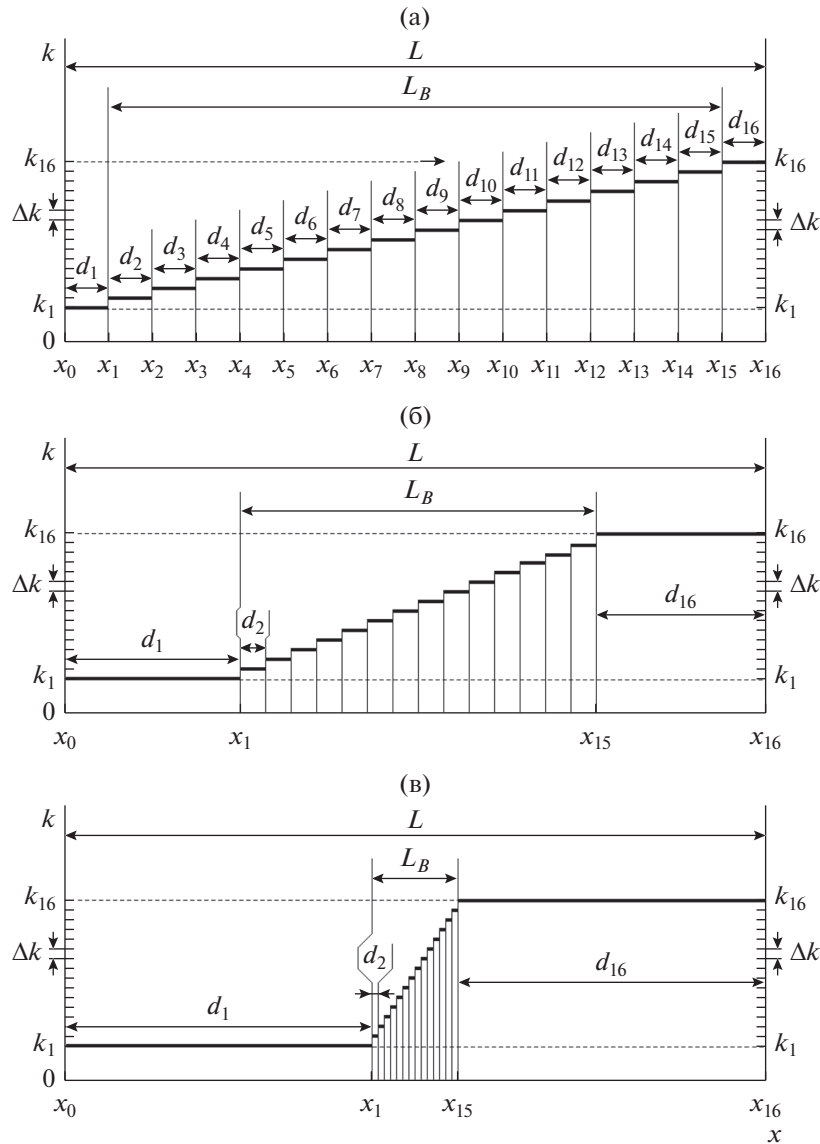 (а)
k
L
L_B
k_16 d_1 d_2 d_3 d_4 d_5 d_6 d_7 d_8 d_9 d_10 d_11 d_12 d_13 d_14 d_15 d_16 k_16
Δk Δk
k_1 k_1
0
x_0 x_1 x_2 x_3 x_4 x_5 x_6 x_7 x_8 x_9 x_10 x_11 x_12 x_13 x_14 x_15 x_16
(б)
k
L
L_B
k_16 k_16
Δk Δk
d_1 d_2 d_16
k_1 k_1
0
x_0 x_1 x_15 x_16
(в)
k
L
L_B
k_16 k_16
Δk d_2 d_16 Δk
d_1
k_1 k_1
0
x_0 x_1 x_15 x_16
x